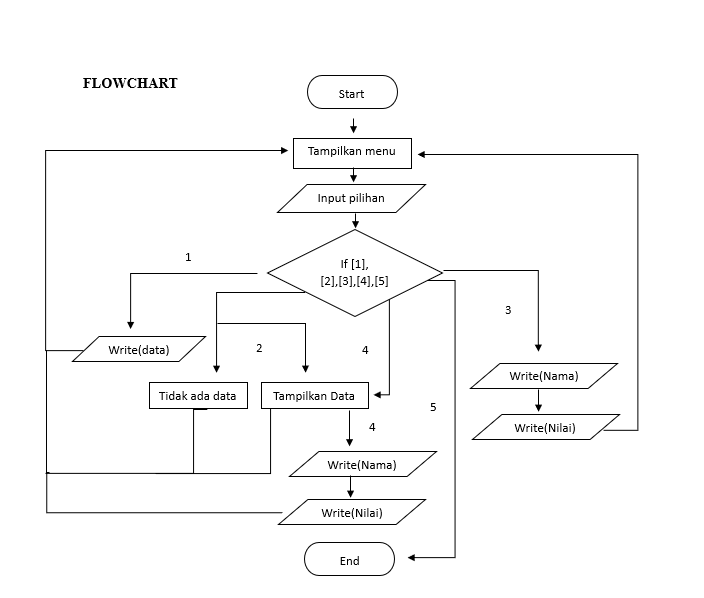 FLOWCHART
Start
Tampilkan menu
Input pilihan
If [1],
[2],[3],[4],[5]
1
3
2
4
Write(data)
Write(Nama)
Tidak ada data
Tampilkan Data
5
4
Write(Nilai)
Write(Nama)
Write(Nilai)
End